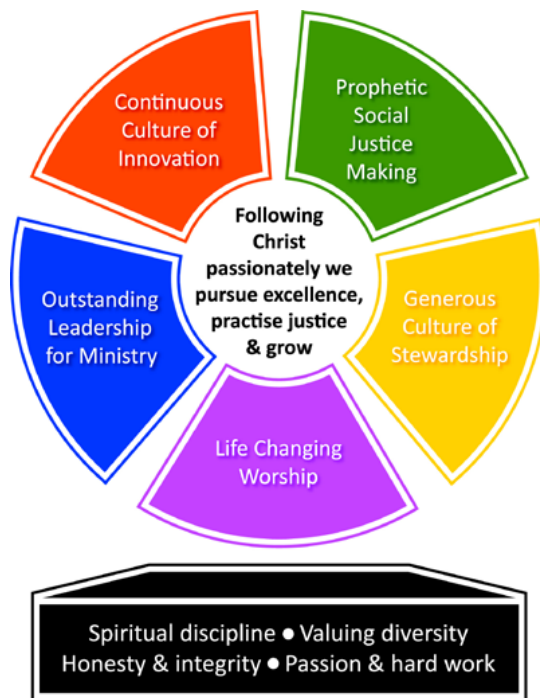 Continuous
Culture of
Innovation
Prophetic
Social
Justice
Making
Following
Christ
passionately we
pursue excellence,
practise justice
& grow
Outstanding
Leadership
for Ministry
Generous
Culture of
Stewardship
Life Changing
Worship
Spiritual discipline ● Valuing diversity
Honesty & integrity ● Passion & hard work